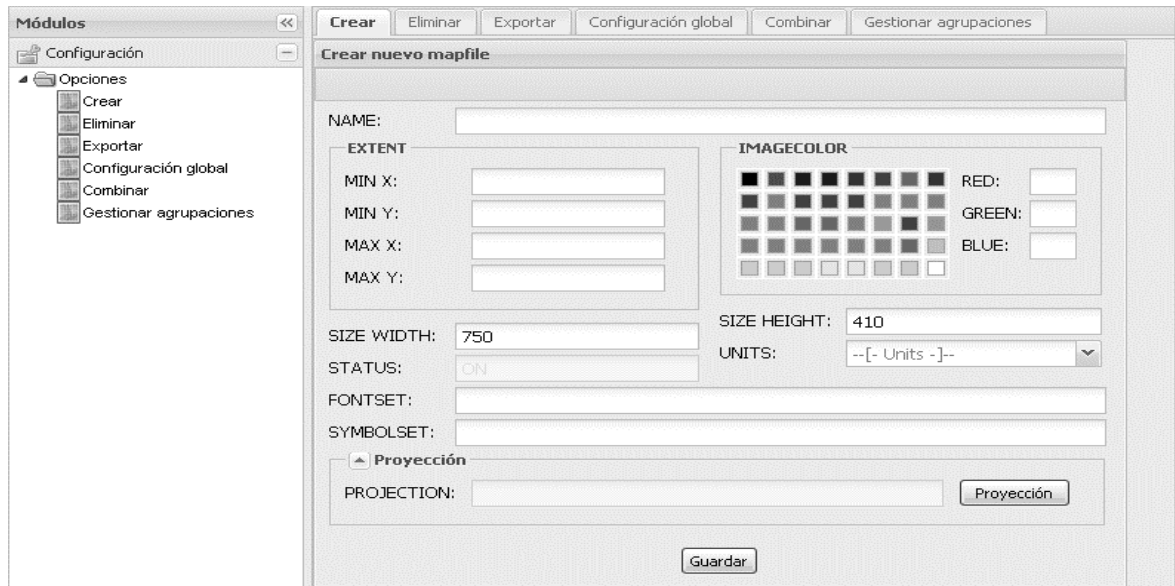 Módulos
Configuración
Opciones
Crear
Eliminar
Exportar
Configuración global
Combinar
Gestionar agrupaciones
Crear Eliminar Exportar Configuración global Combinar Gestionar agrupaciones
Crear nuevo mapfile
NAME:
EXTENT
MIN X:
MIN Y:
MAX X:
MAX Y:
IMAGECOLOR
RED:
GREEN:
BLUE:
SIZE WIDTH: 750
SIZE HEIGHT: 410
STATUS: ON
UNITS: --[- Units -]--
FONTSET:
SYMBOLSET:
Proyección
PROJECTION: Proyección
Guardar